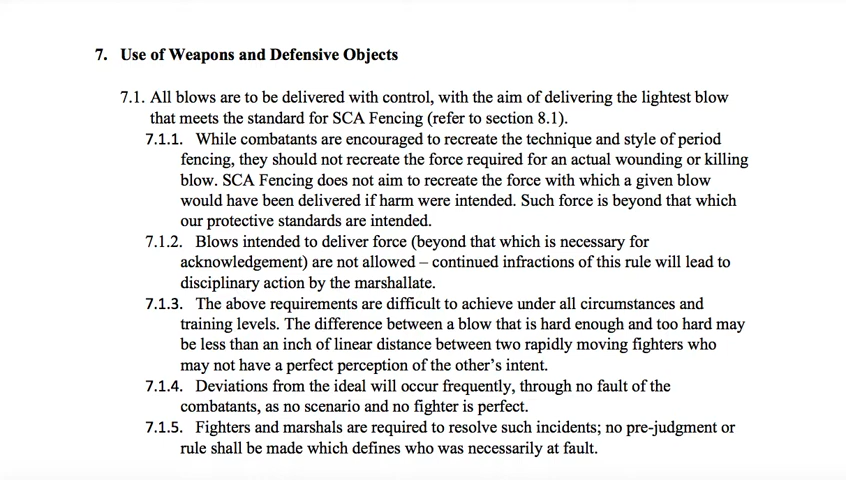 7. Use of Weapons and Defensive Objects
7.1. All blows are to be delivered with control, with the aim of delivering the lightest blow
that meets the standard for SCA Fencing (refer to section 8.1).
7.1.1. While combatants are encouraged to recreate the technique and style of period
fencing, they should not recreate the force required for an actual wounding or killing
blow. SCA Fencing does not aim to recreate the force with which a given blow
would have been delivered if harm were intended. Such force is beyond that which
our protective standards are intended.
7.1.2. Blows intended to deliver force (beyond that which is necessary for
acknowledgement) are not allowed – continued infractions of this rule will lead to
disciplinary action by the marshallate.
7.1.3. The above requirements are difficult to achieve under all circumstances and
training levels. The difference between a blow that is hard enough and too hard may
be less than an inch of linear distance between two rapidly moving fighters who
may not have a perfect perception of the other’s intent.
7.1.4. Deviations from the ideal will occur frequently, through no fault of the
combatants, as no scenario and no fighter is perfect.
7.1.5. Fighters and marshals are required to resolve such incidents; no pre-judgment or
rule shall be made which defines who was necessarily at fault.